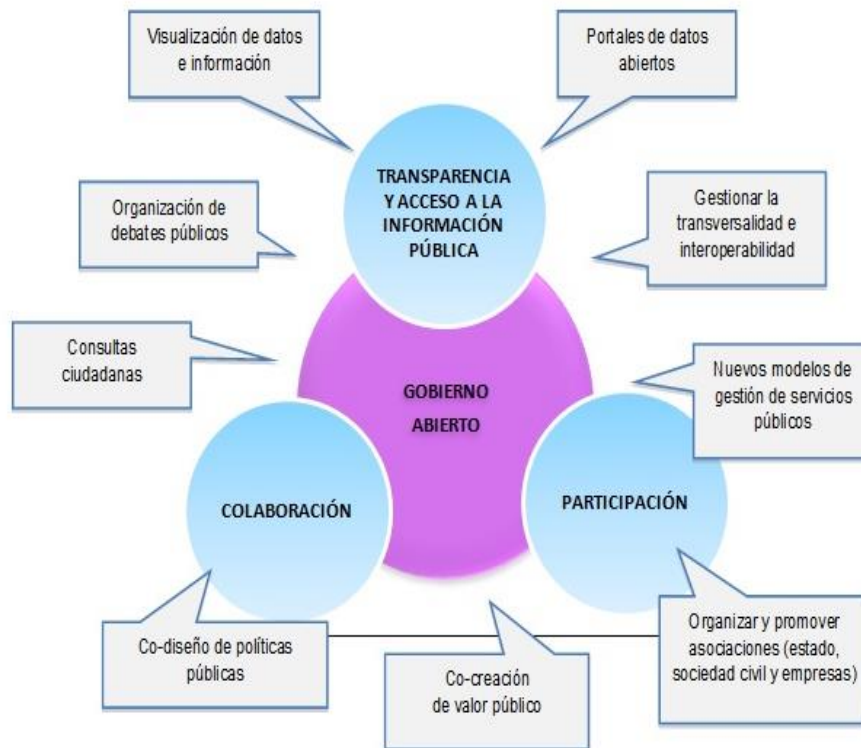 Visualización de datos
e información
Portales de datos
abiertos
TRANSPARENCIA
Y ACCESO A LA
INFORMACIÓN
PÚBLICA
Organización de
debates públicos
Gestionar la
transversalidad e
interoperabilidad
Consultas
ciudadanas
GOBIERNO
ABIERTO
Nuevos modelos de
gestión de servicios
públicos
COLABORACIÓN
PARTICIPACIÓN
Co-diseño de políticas
públicas
Co-creación
de valor público
Organizar y promover
asociaciones (estado,
sociedad civil y empresas)